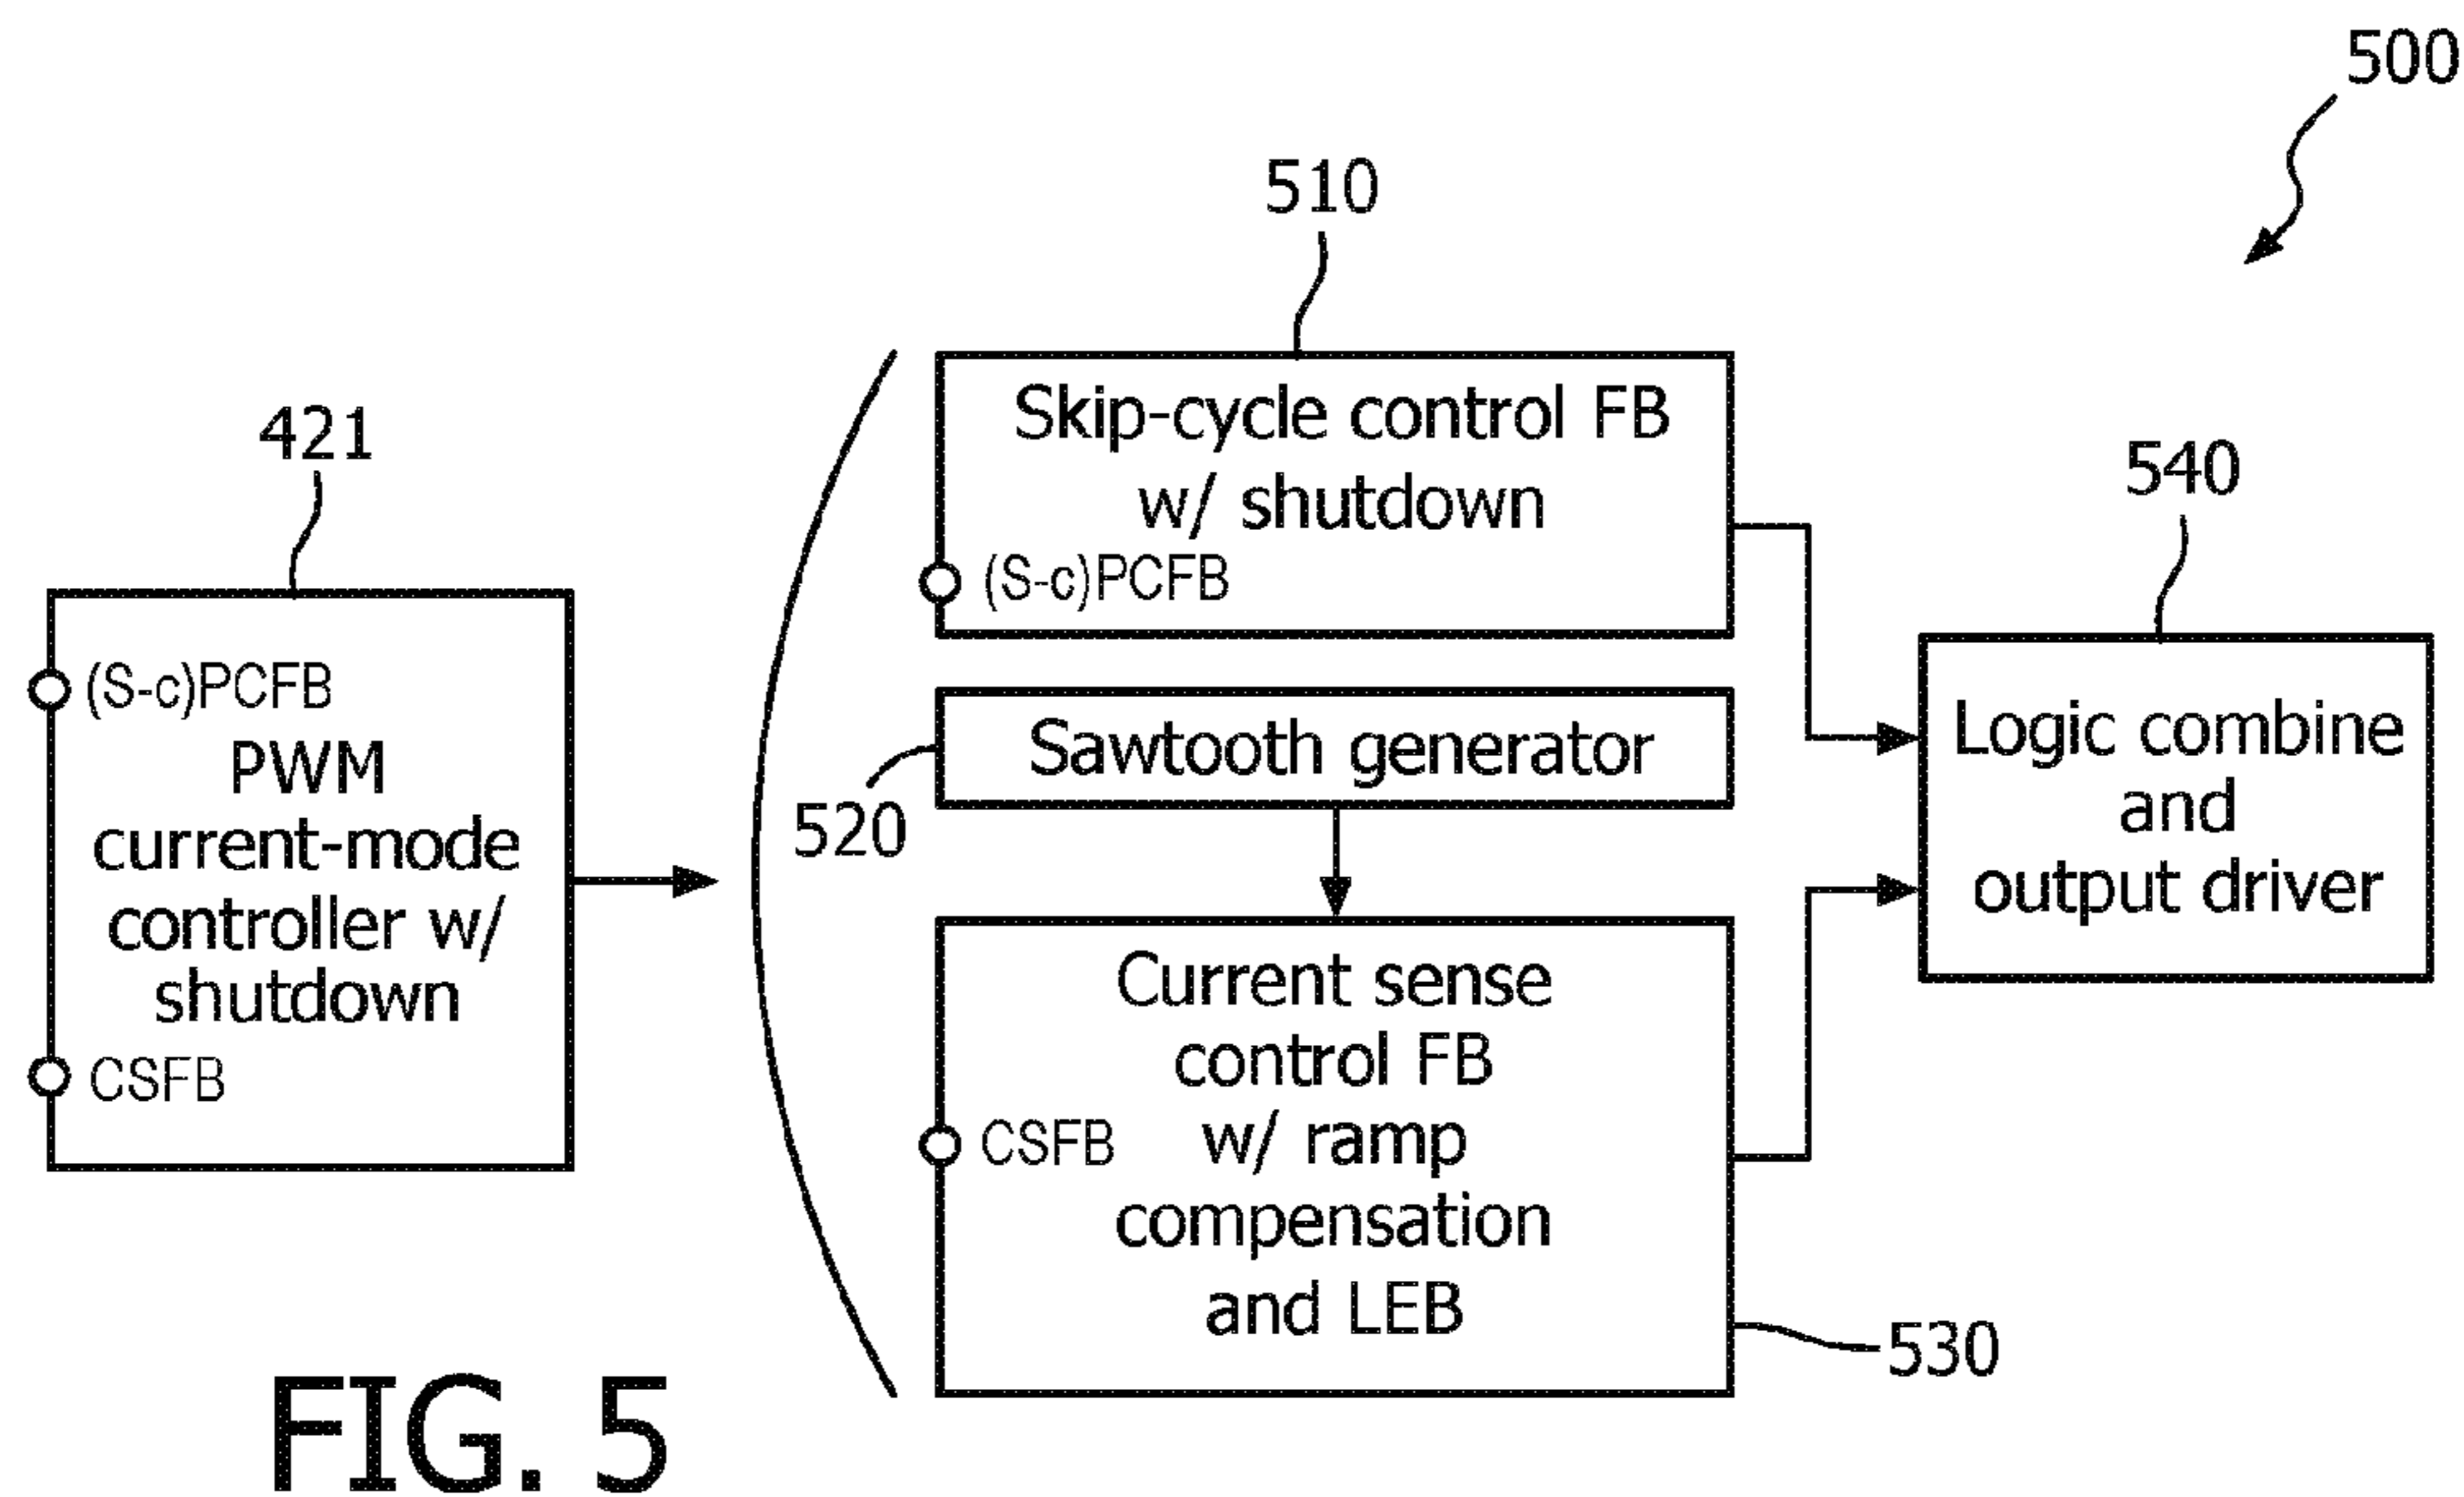 500
510
Skip-cycle control FB
w/ shutdown
(S-c)PCFB
421
(S-c)PCFB
PWM
current-mode
controller w/
shutdown
CSFB
520
Sawtooth generator
Current sense
control FB
CSFB
w/ ramp
compensation
and LEB
530
540
Logic combine
and
output driver
FIG. 5